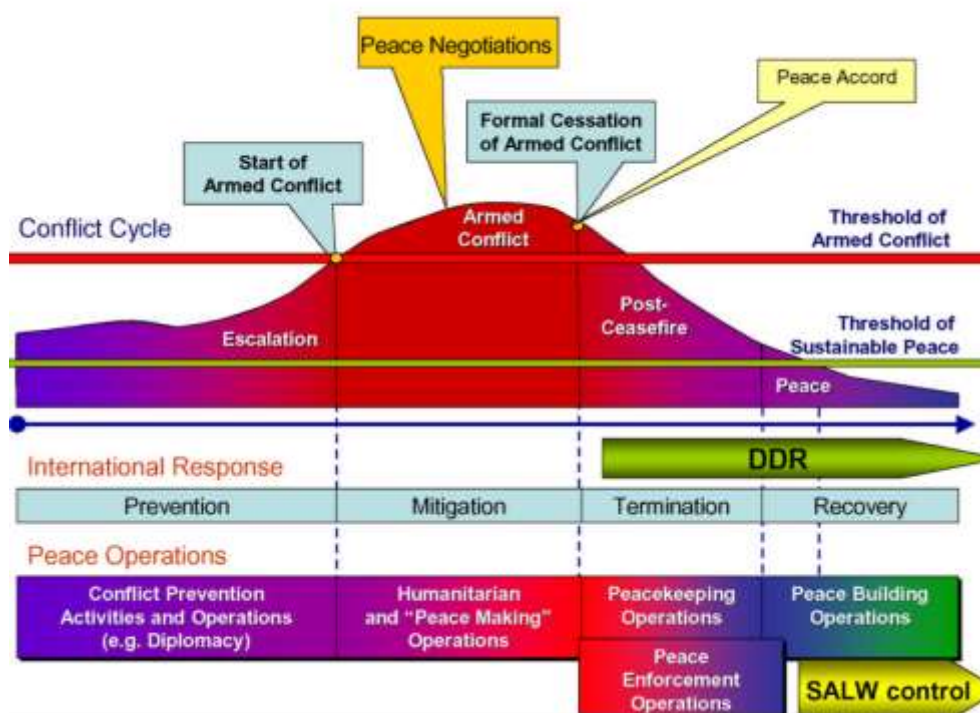 Peace Negotiations
Peace Accord
Formal Cessation
of Armed Conflict
Start of
Armed Conflict
Conflict Cycle
Armed
Conflict
Threshold of
Armed Conflict
Escalation
Post-
Ceasefire
Threshold of
Sustainable Peace
Peace
DDR
International Response
Prevention
Mitigation
Termination
Recovery
Peace Operations
Conflict Prevention
Activities and Operations
(e.g. Diplomacy)
Humanitarian
and “Peace Making”
Operations
Peacekeeping
Operations
Peace Building
Operations
Peace
Enforcement
Operations
SALW control